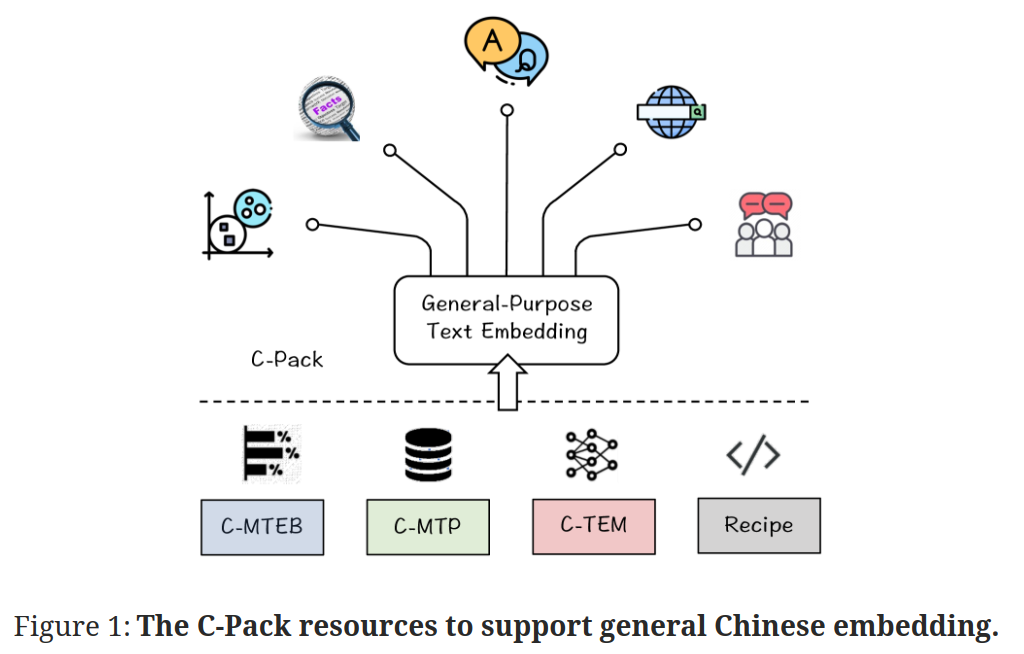 A
Q
Facts
General-Purpose
Text Embedding
C-Pack
%
%
%
</>
C-MTEB
C-MTP
C-TEM
Recipe
Figure 1: The C-Pack resources to support general Chinese embedding.